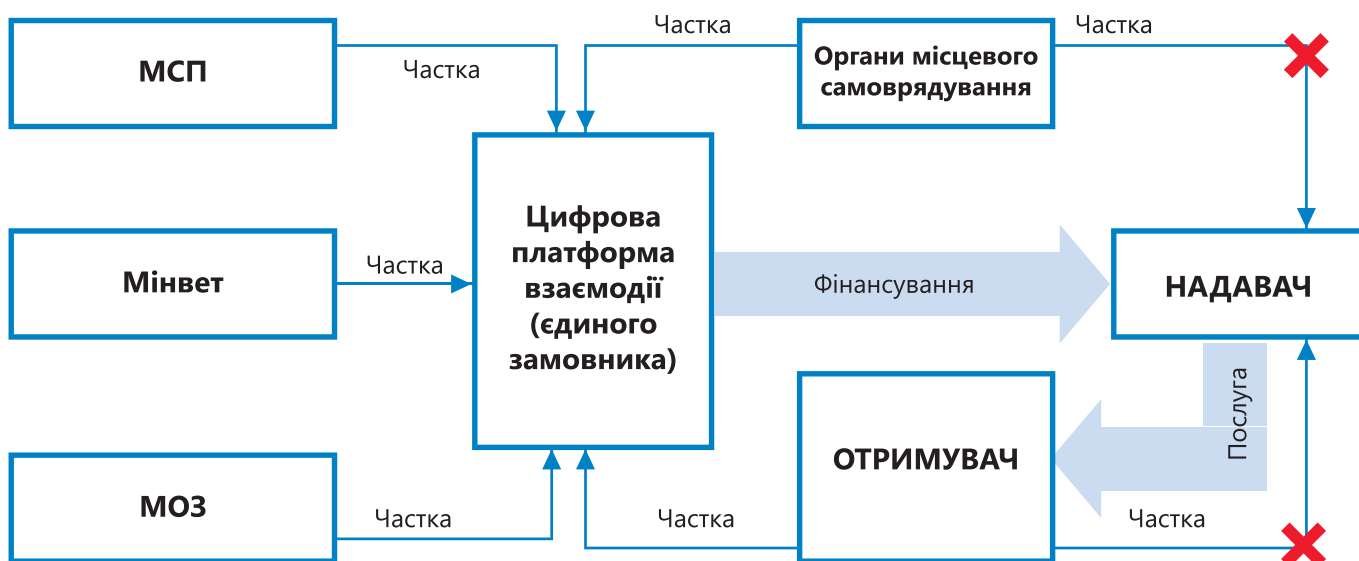 МСП
Частка
Частка
Органи місцевого
самоврядування
Частка
Мінвет
Частка
Цифрова
платформа
взаємодії
(єдиного
замовника)
Фінансування
НАДАВАЧ
Послуга
ОТРИМУВАЧ
МОЗ
Частка
Частка
Частка